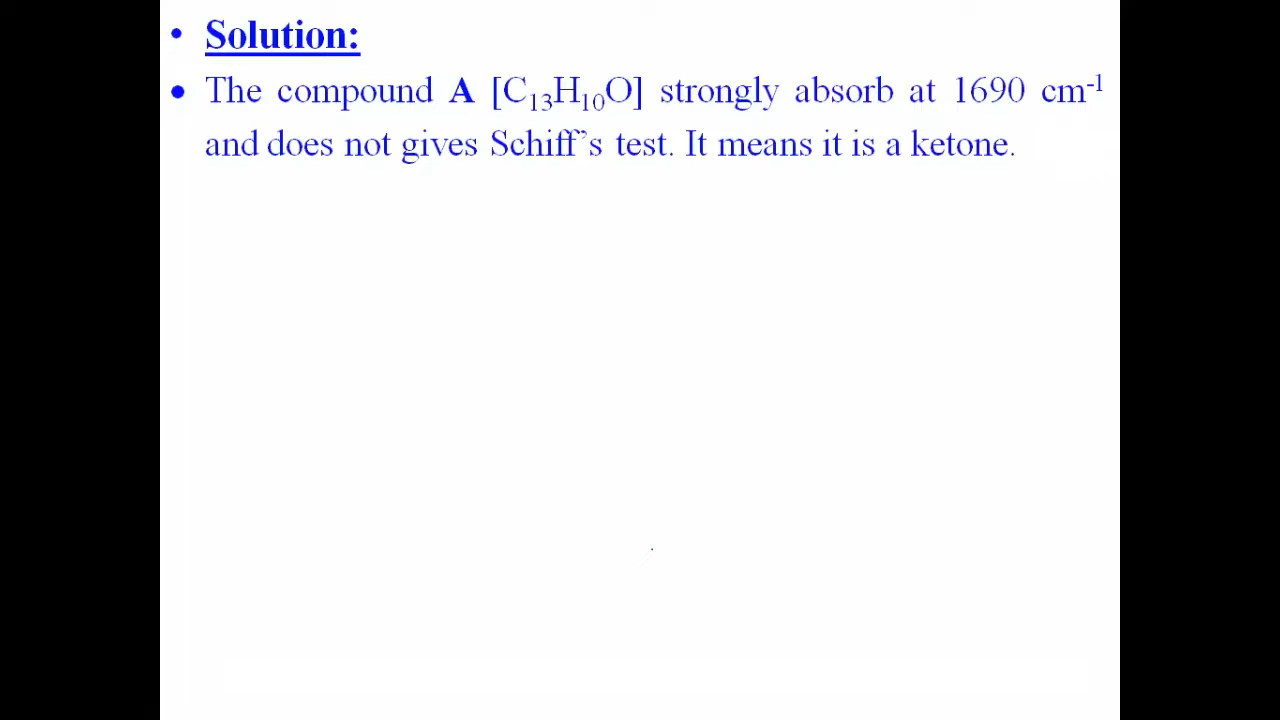 • Solution:
• The compound A [C₁₃H₁₀O] strongly absorb at 1690 cm⁻¹
and does not gives Schiff’s test. It means it is a ketone.